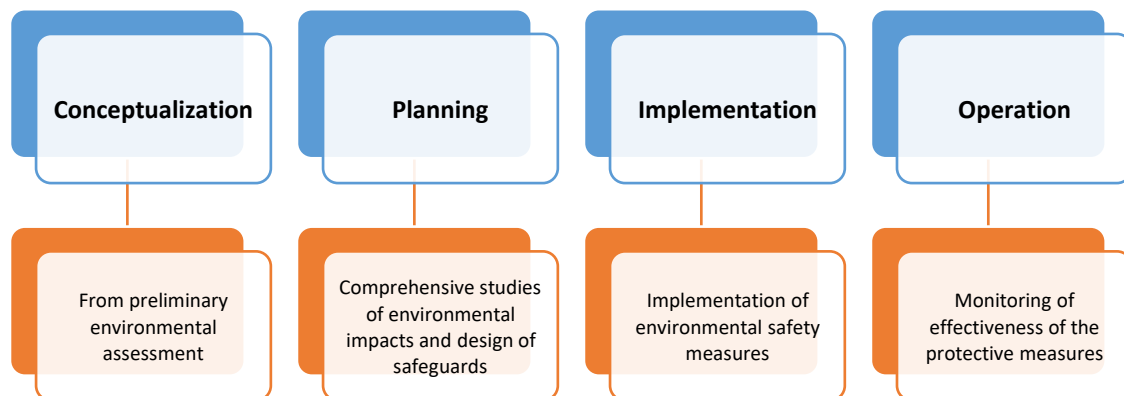 Conceptualization
Planning
Implementation
Operation
From preliminary
environmental
assessment
Comprehensive studies
of environmental
impacts and design of
safeguards
Implementation of
environmental safety
measures
Monitoring of
effectiveness of the
protective measures